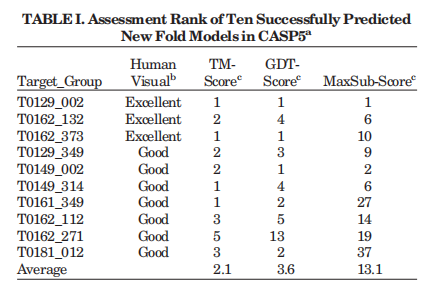 TABLE I. Assessment Rank of Ten Successfully Predicted
New Fold Models in CASP5ᵃ
Human TM- GDT-
Target_Group Visualᵇ Scoreᶜ Scoreᶜ MaxSub-Scoreᶜ
T0129_002 Excellent 1 1 1
T0162_132 Excellent 2 4 6
T0162_373 Excellent 1 1 10
T0129_349 Good 2 3 9
T0149_002 Good 2 1 2
T0149_314 Good 1 4 6
T0161_349 Good 1 2 27
T0162_112 Good 3 5 14
T0162_271 Good 5 13 19
T0181_012 Good 3 2 37
Average 2.1 3.6 13.1